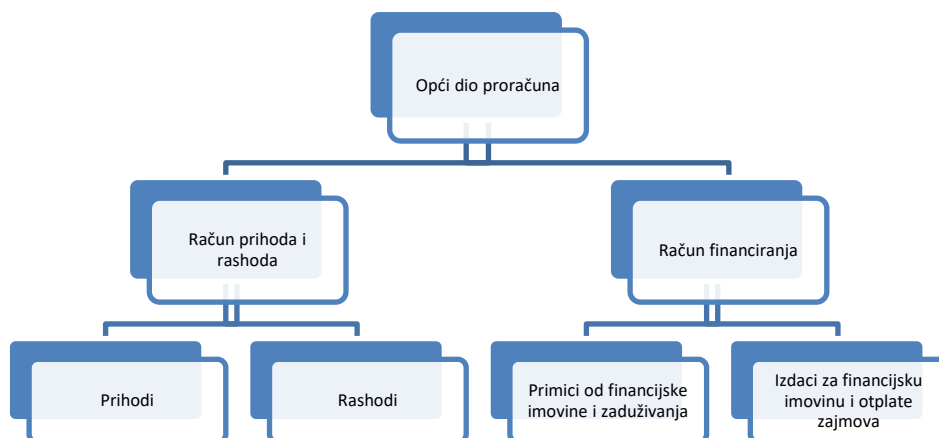 Opći dio proračuna
Račun prihoda i
rashoda
Račun financiranja
Prihodi
Rashodi
Primici od financijske
imovine i zaduživanja
Izdaci za financijsku
imovinu i otplate
zajmova